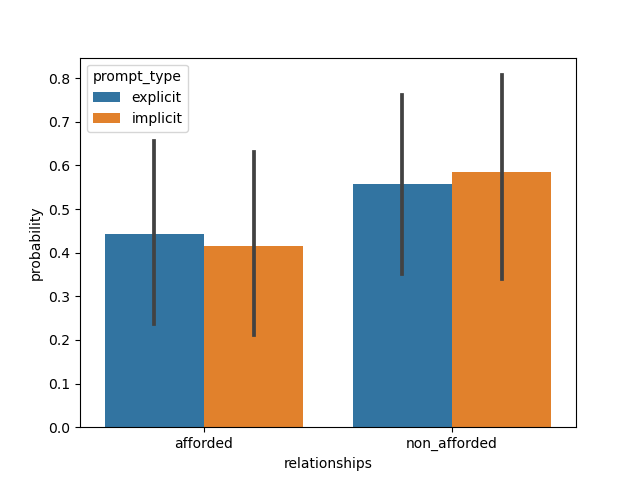 prompt_type
explicit
implicit
0.8
0.7
0.6
0.5
0.4
0.3
0.2
0.1
0.0
probability
afforded
non_afforded
relationships